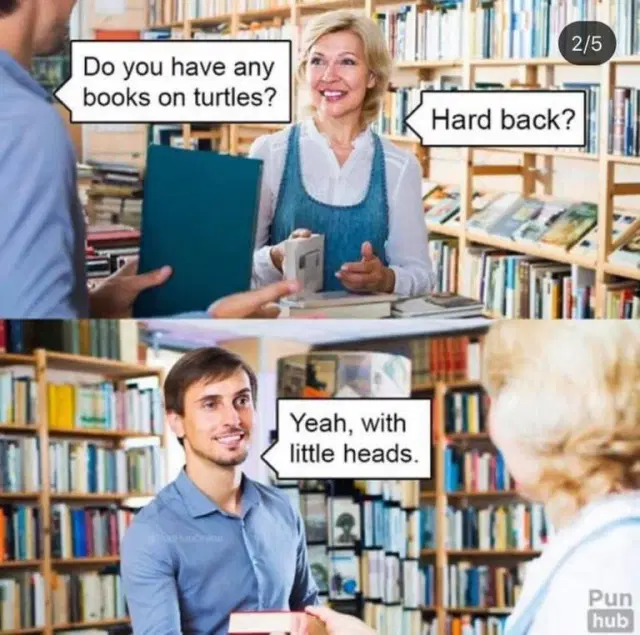 2/5
Do you have any
books on turtles?
Hard back?
Yeah, with
little heads.
Pun
hub